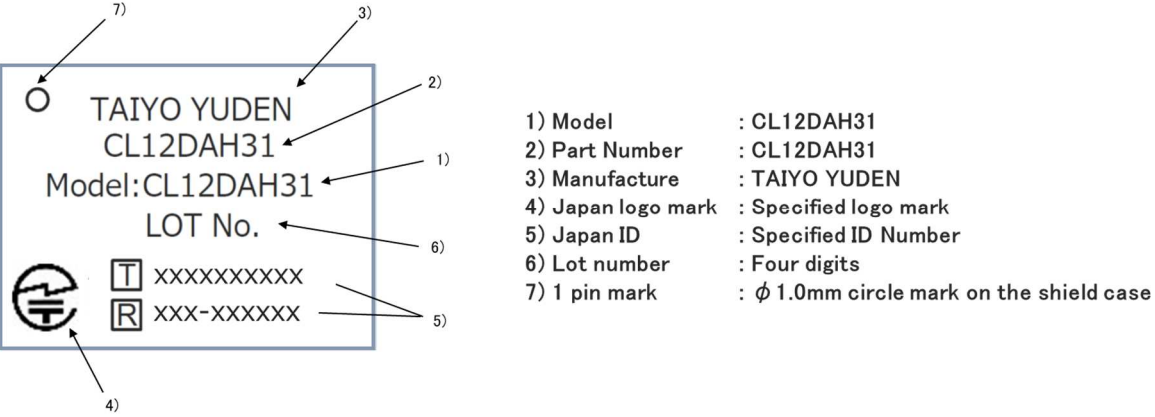 7)
3)
TAIYO YUDEN
2)
CL12DAH31
Model:CL12DAH31
1)
LOT No.
6)
T xxxxxxxxxx
R xxx-xxxxxx
5)
4)
1) Model : CL12DAH31
2) Part Number : CL12DAH31
3) Manufacture : TAIYO YUDEN
4) Japan logo mark : Specified logo mark
5) Japan ID : Specified ID Number
6) Lot number : Four digits
7) 1 pin mark : φ1.0mm circle mark on the shield case